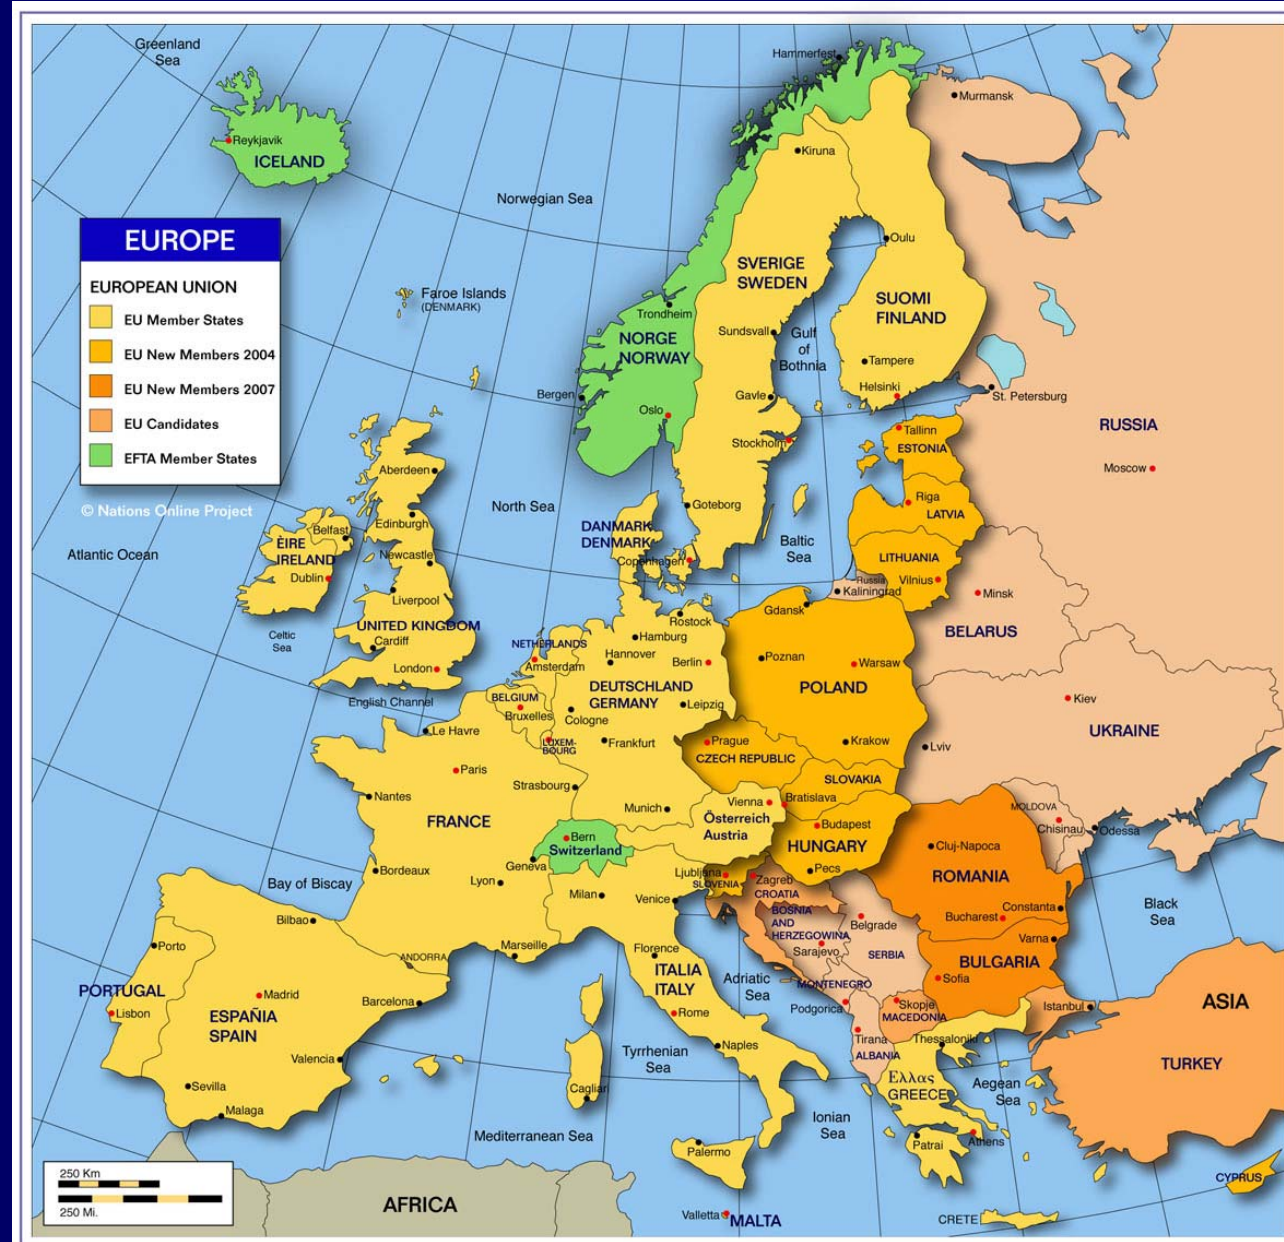 Greenland
Sea
Hammerfest
Murmansk
Reykjavik
ICELAND
Kiruna
Norwegian Sea
EUROPE
EUROPEAN UNION
EU Member States
EU New Members 2004
EU New Members 2007
EU Candidates
EFTA Member States
© Nations Online Project
Oulu
SVERIGE
SWEDEN
Faroe Islands
(DENMARK)
SUOMI
FINLAND
Trondheim
Sundsvall
Gulf
of
Bothnia
NORGE
NORWAY
Tampere
Helsinki
Bergen
Gavle
St. Petersburg
Oslo
RUSSIA
Stockholm
Tallinn
ESTONIA
Moscow
Aberdeen
Riga
LATVIA
North Sea
Goteborg
Edinburgh
Belfast
DANMARK
DENMARK
Baltic
Sea
Atlantic Ocean
ÈIRE
IRELAND
Newcastle
Copenhagen
LITHUANIA
Dublin
Russia
Vilnius
Kaliningrad
Minsk
Liverpool
Gdansk
Rostock
UNITED KINGDOM
Celtic
Sea
Cardiff
Hamburg
BELARUS
NETHERLANDS
Hannover
Poznan
London
Amsterdam
Berlin
Warsaw
DEUTSCHLAND
GERMANY
POLAND
English Channel
BELGIUM
Bruxelles
Leipzig
Kiev
Cologne
Le Havre
UKRAINE
LUXEM-
BOURG
Frankfurt
Prague
Krakow
Lviv
CZECH REPUBLIC
Paris
Strasbourg
SLOVAKIA
Nantes
Munich
Vienna
Bratislava
MOLDOVA
FRANCE
Österreich
Austria
Budapest
Chisinau
Odessa
Bern
Switzerland
HUNGARY
Cluj-Napoca
Geneva
Pecs
Bordeaux
Lyon
Ljubljana
SLOVENIA
Zagreb
CROATIA
ROMANIA
Bay of Biscay
Milan
Venice
Constanta
Black
Sea
Bilbao
BOSNIA
AND
HERZEGOWINA
Belgrade
Bucharest
Porto
Marseille
Florence
Sarajevo
SERBIA
Varna
ANDORRA
ITALIA
ITALY
BULGARIA
Adriatic
Sea
MONTENEGRO
Sofia
PORTUGAL
Madrid
Barcelona
Lisbon
Podgorica
Skopje
MACEDONIA
Istanbul
ASIA
ESPAÑIA
SPAIN
Rome
Valencia
Naples
Tirana
ALBANIA
Thessaloniki
TURKEY
Tyrrhenian
Sea
Ελλας
GREECE
Aegean
Sea
Sevilla
Cagliari
Malaga
Ionian
Sea
Mediterranean Sea
Palermo
Patrai
Athens
250 Km
250 Mi.
AFRICA
CYPRUS
Valletta
MALTA
CRETE